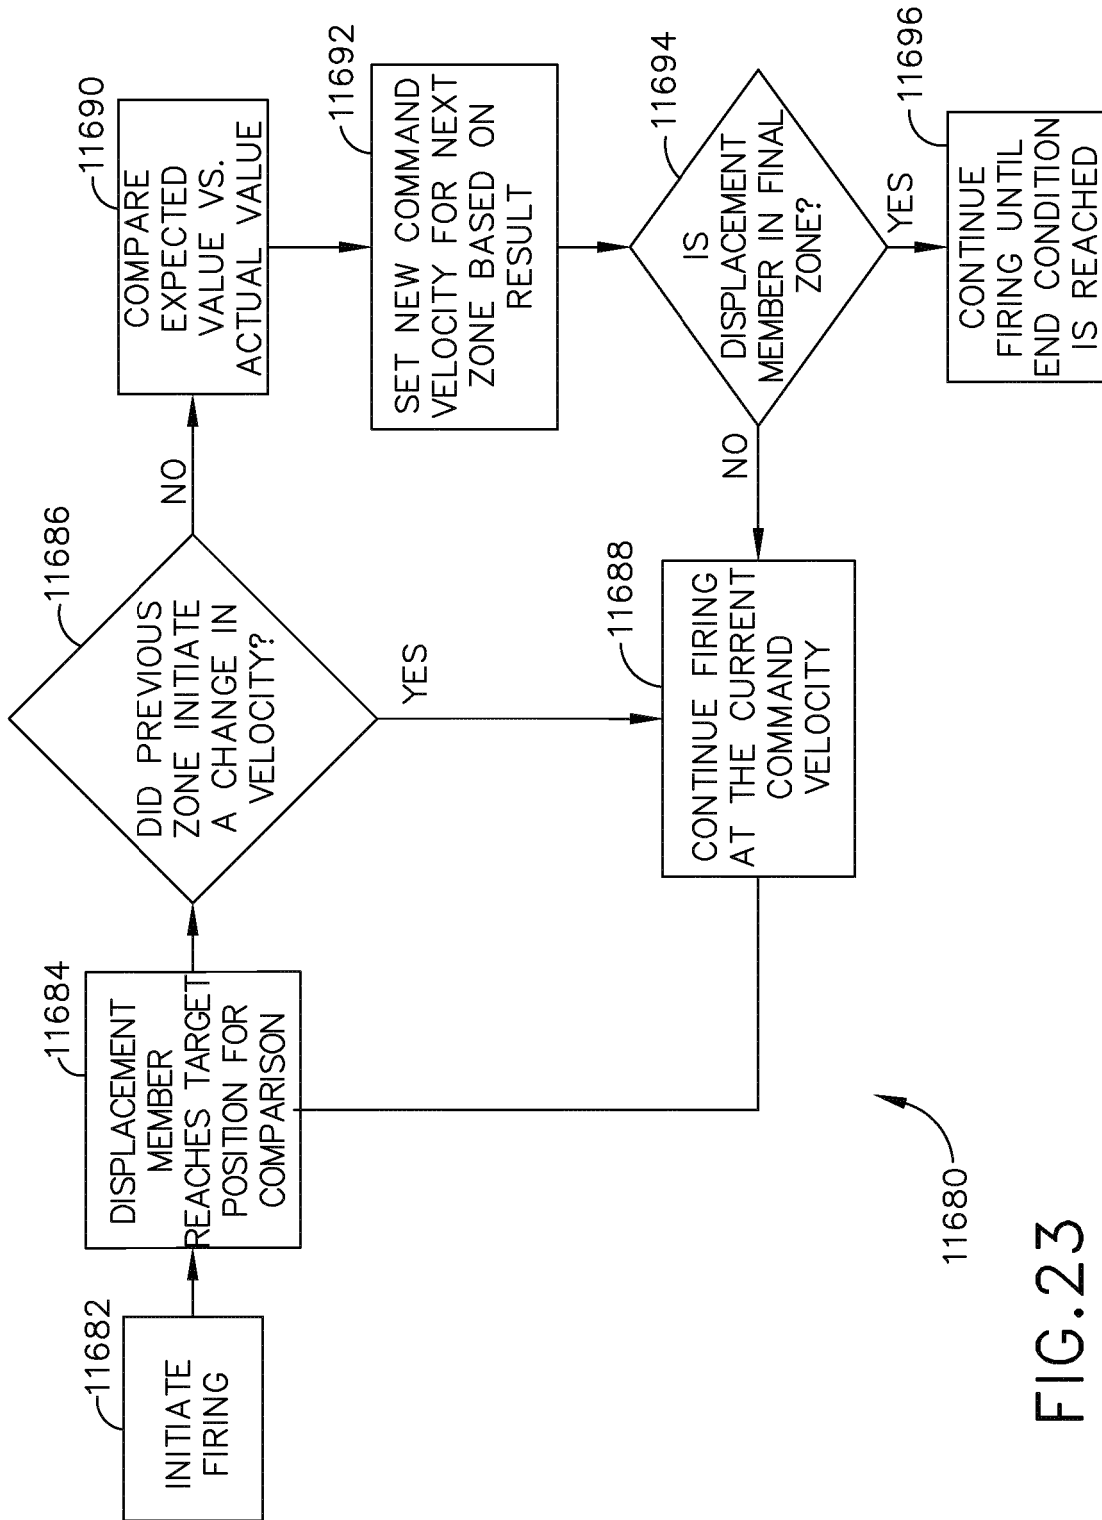 11682
INITIATE
FIRING
11684
DISPLACEMENT
MEMBER
REACHES TARGET
POSITION FOR
COMPARISON
11686
DID PREVIOUS
ZONE INITIATE
A CHANGE IN
VELOCITY?
NO
YES
11690
COMPARE
EXPECTED
VALUE VS.
ACTUAL VALUE
11692
SET NEW COMMAND
VELOCITY FOR NEXT
ZONE BASED ON
RESULT
11694
IS
DISPLACEMENT
MEMBER IN FINAL
ZONE?
NO
YES
11688
CONTINUE FIRING
AT THE CURRENT
COMMAND
VELOCITY
11696
CONTINUE
FIRING UNTIL
END CONDITION
IS REACHED
11680
FIG.23